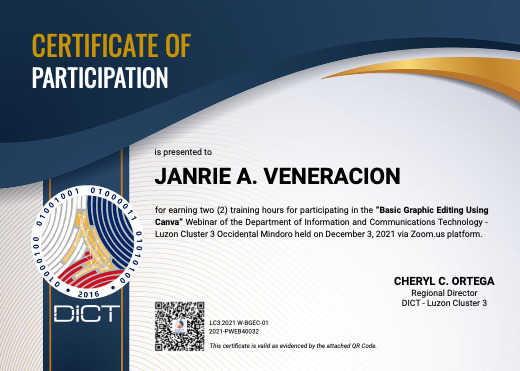 CERTIFICATE OF
PARTICIPATION
is presented to
JANRIE A. VENERACION
for earning two (2) training hours for participating in the "Basic Graphic Editing Using
Canva" Webinar of the Department of Information and Communications Technology -
Luzon Cluster 3 Occidental Mindoro held on December 3, 2021 via Zoom.us platform.
01001001 01000011
01000100 01010100
• 2016 •
DICT
CHERYL C. ORTEGA
Regional Director
DICT - Luzon Cluster 3
LC3:2021 W-BGEC-01
2021-PWEB40032
This certificate is valid as evidenced by the attached QR Code.